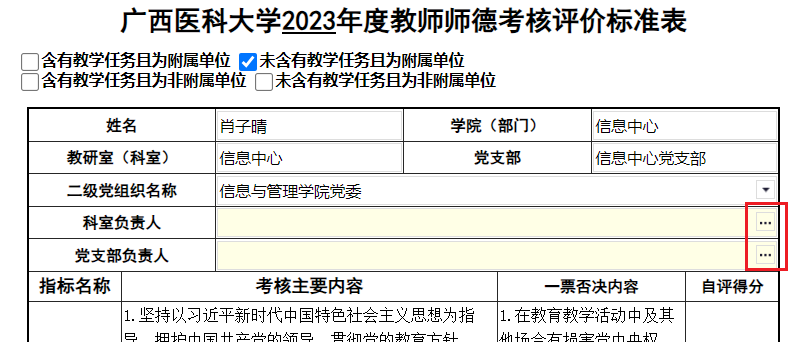 广西医科大学2023年度教师师德考核评价标准表
含有教学任务且为附属单位 未含有教学任务且为附属单位
含有教学任务且为非附属单位 未含有教学任务且为非附属单位
姓名 肖子晴 学院（部门） 信息中心
教研室（科室） 信息中心 党支部 信息中心党支部
二级党组织名称 信息与管理学院党委
科室负责人 ...
党支部负责人 ...
指标名称 考核主要内容 一票否决内容 自评得分
1.坚持以习近平新时代中国特色社会主义思想为指 1.在教育教学活动中及其
导，拥护中国共产党的领导，贯彻党的教育方针， 他场合有损害党中央权